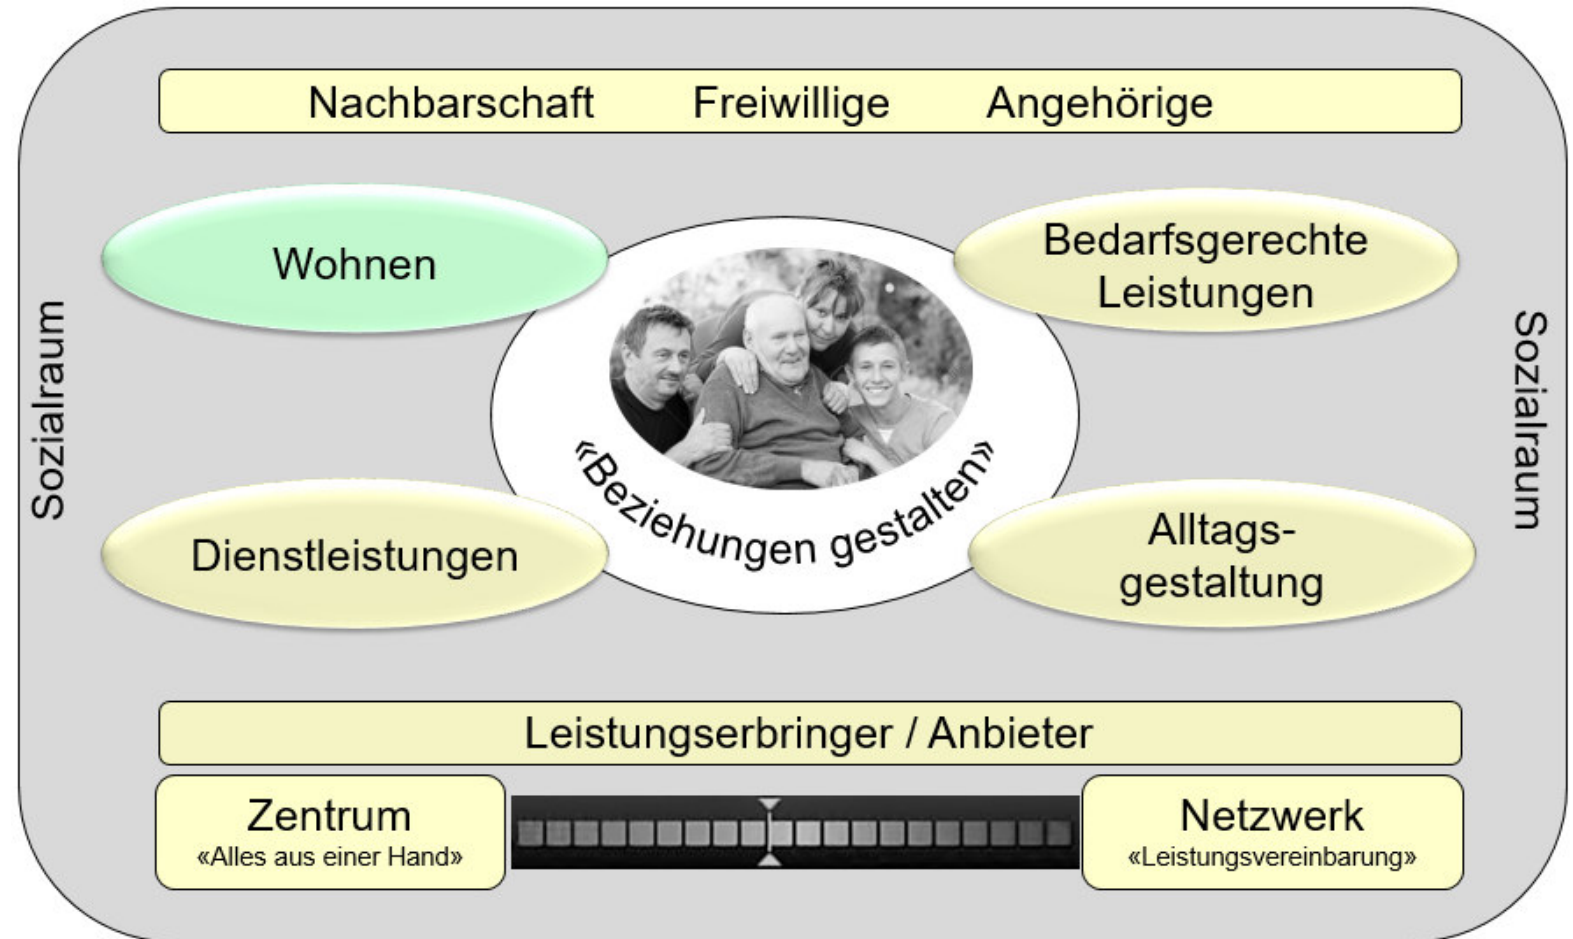 Nachbarschaft Freiwillige Angehörige
Wohnen
Bedarfsgerechte
Leistungen
Sozialraum
Sozialraum
«Beziehungen gestalten»
Dienstleistungen
Alltags-
gestaltung
Leistungserbringer / Anbieter
Zentrum
«Alles aus einer Hand»
Netzwerk
«Leistungsvereinbarung»